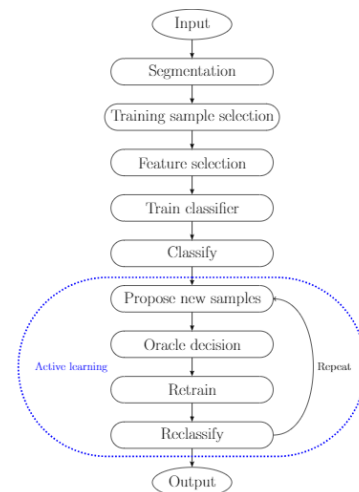 Input
Segmentation
Training sample selection
Feature selection
Train classifier
Classify
Propose new samples
Oracle decision
Active learning
Repeat
Retrain
Reclassify
Output